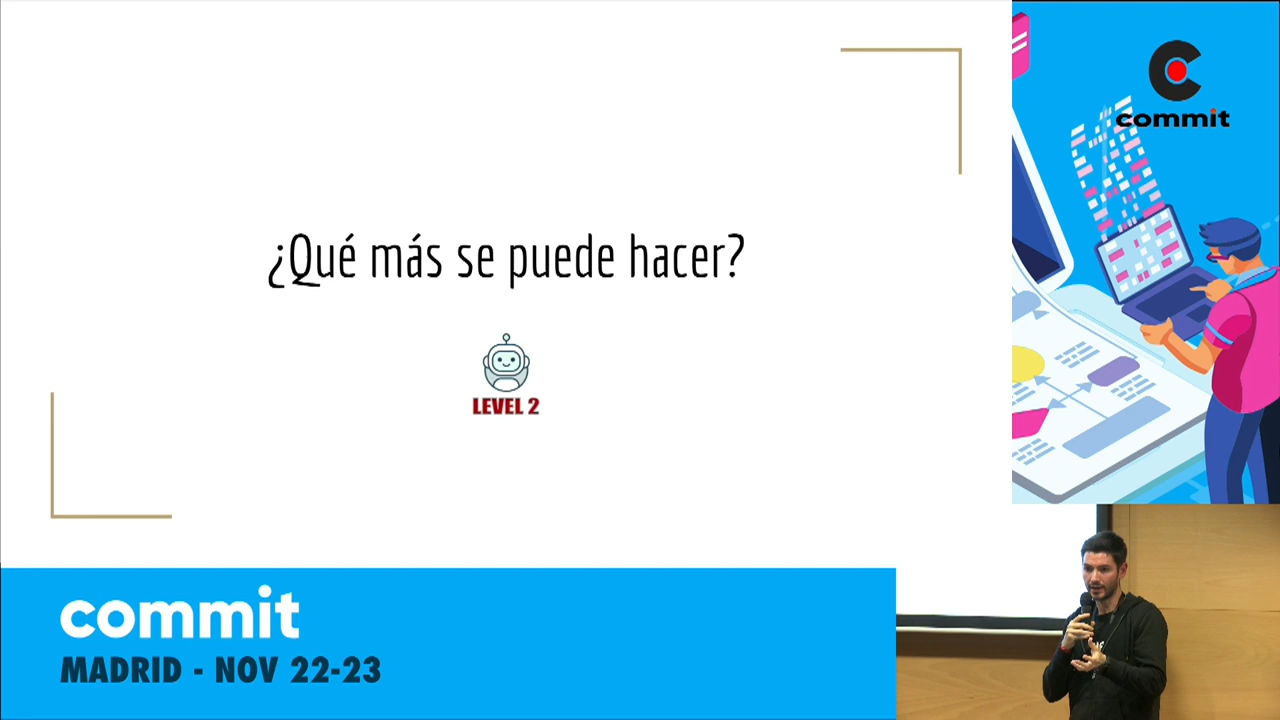 ¿Qué más se puede hacer?
LEVEL 2
commit
commit
MADRID - NOV 22-23